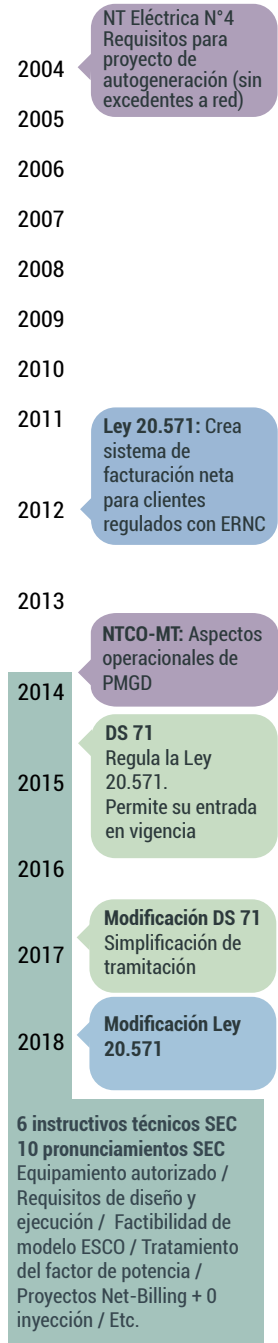 NT Eléctrica N°4
Requisitos para
proyecto de
autogeneración (sin
excedentes a red)
2004
2005
2006
2007
2008
2009
2010
2011
Ley 20.571: Crea
sistema de
facturación neta
para clientes
regulados con ERNC
2012
2013
NTCO-MT: Aspectos
operacionales de
PMGD
2014
DS 71
Regula la Ley
20.571.
Permite su entrada
en vigencia
2015
2016
Modificación DS 71
Simplificación de
tramitación
2017
Modificación Ley
20.571
2018
6 instructivos técnicos SEC
10 pronunciamientos SEC
Equipamiento autorizado /
Requisitos de diseño y
ejecución / Factibilidad de
modelo ESCO / Tratamiento
del factor de potencia /
Proyectos Net-Billing + 0
inyección / Etc.